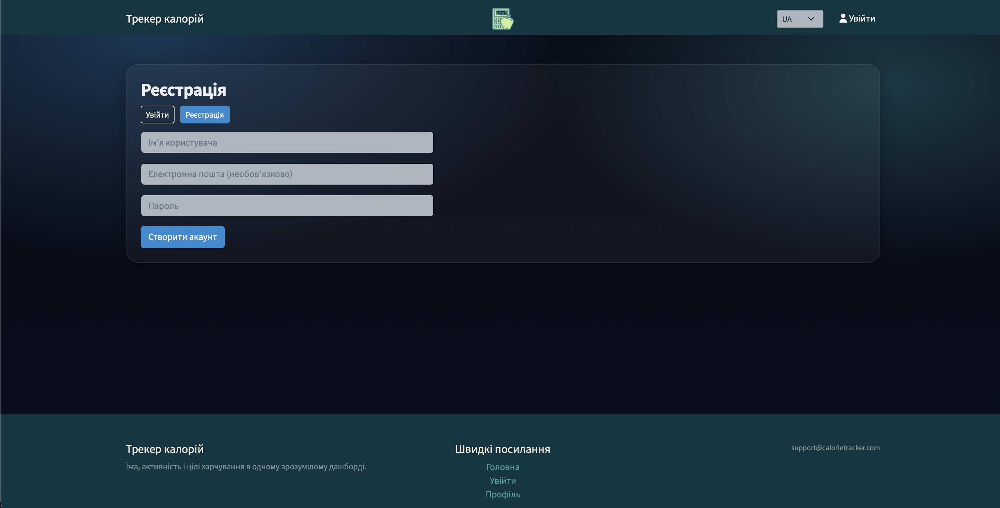 Трекер калорій
kcal
UA
Увійти
Реєстрація
Увійти
Реєстрація
Ім’я користувача
Електронна пошта (необов’язково)
Пароль
Створити акаунт
Трекер калорій
Їжа, активність і цілі харчування в одному зрозумілому дашборді.
Швидкі посилання
Головна
Увійти
Профіль
support@calorietracker.com